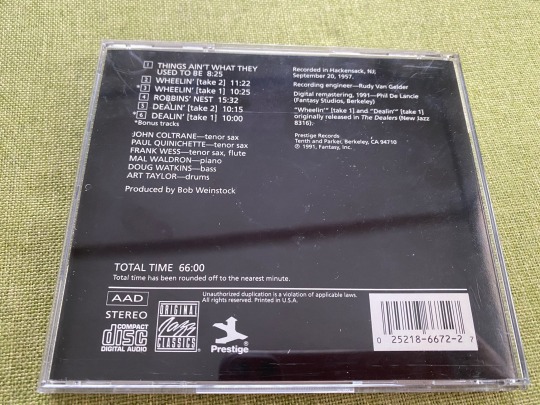 1 THINGS AIN'T WHAT THEY
USED TO BE 8:25
2 WHEELIN' [take 2] 11:22
*3 WHEELIN' [take 1] 10:25
4 ROBBINS' NEST 15:32
5 DEALIN' [take 2] 10:15
*6 DEALIN' [take 1] 10:00
*Bonus tracks
JOHN COLTRANE—tenor sax
PAUL QUINICHETTE—tenor sax
FRANK WESS—tenor sax, flute
MAL WALDRON—piano
DOUG WATKINS—bass
ART TAYLOR—drums
Produced by Bob Weinstock
Recorded in Hackensack, NJ;
September 20, 1957.
Recording engineer—Rudy Van Gelder
Digital remastering, 1991—Phil De Lancie
(Fantasy Studios, Berkeley)
"Wheelin'" [take 1] and "Dealin'" [take 1]
originally released in The Dealers (New Jazz
8316).
Prestige Records
Tenth and Parker, Berkeley, CA 94710
℗ 1991, Fantasy, Inc.
TOTAL TIME 66:00
Total time has been rounded off to the nearest minute.
AAD
STEREO
COMPACT
disc
DIGITAL AUDIO
Unauthorized duplication is a violation of applicable laws.
All rights reserved. Printed in U.S.A.
ORIGINAL
Jazz
CLASSICS
Prestige
0 25218-6672-2 7